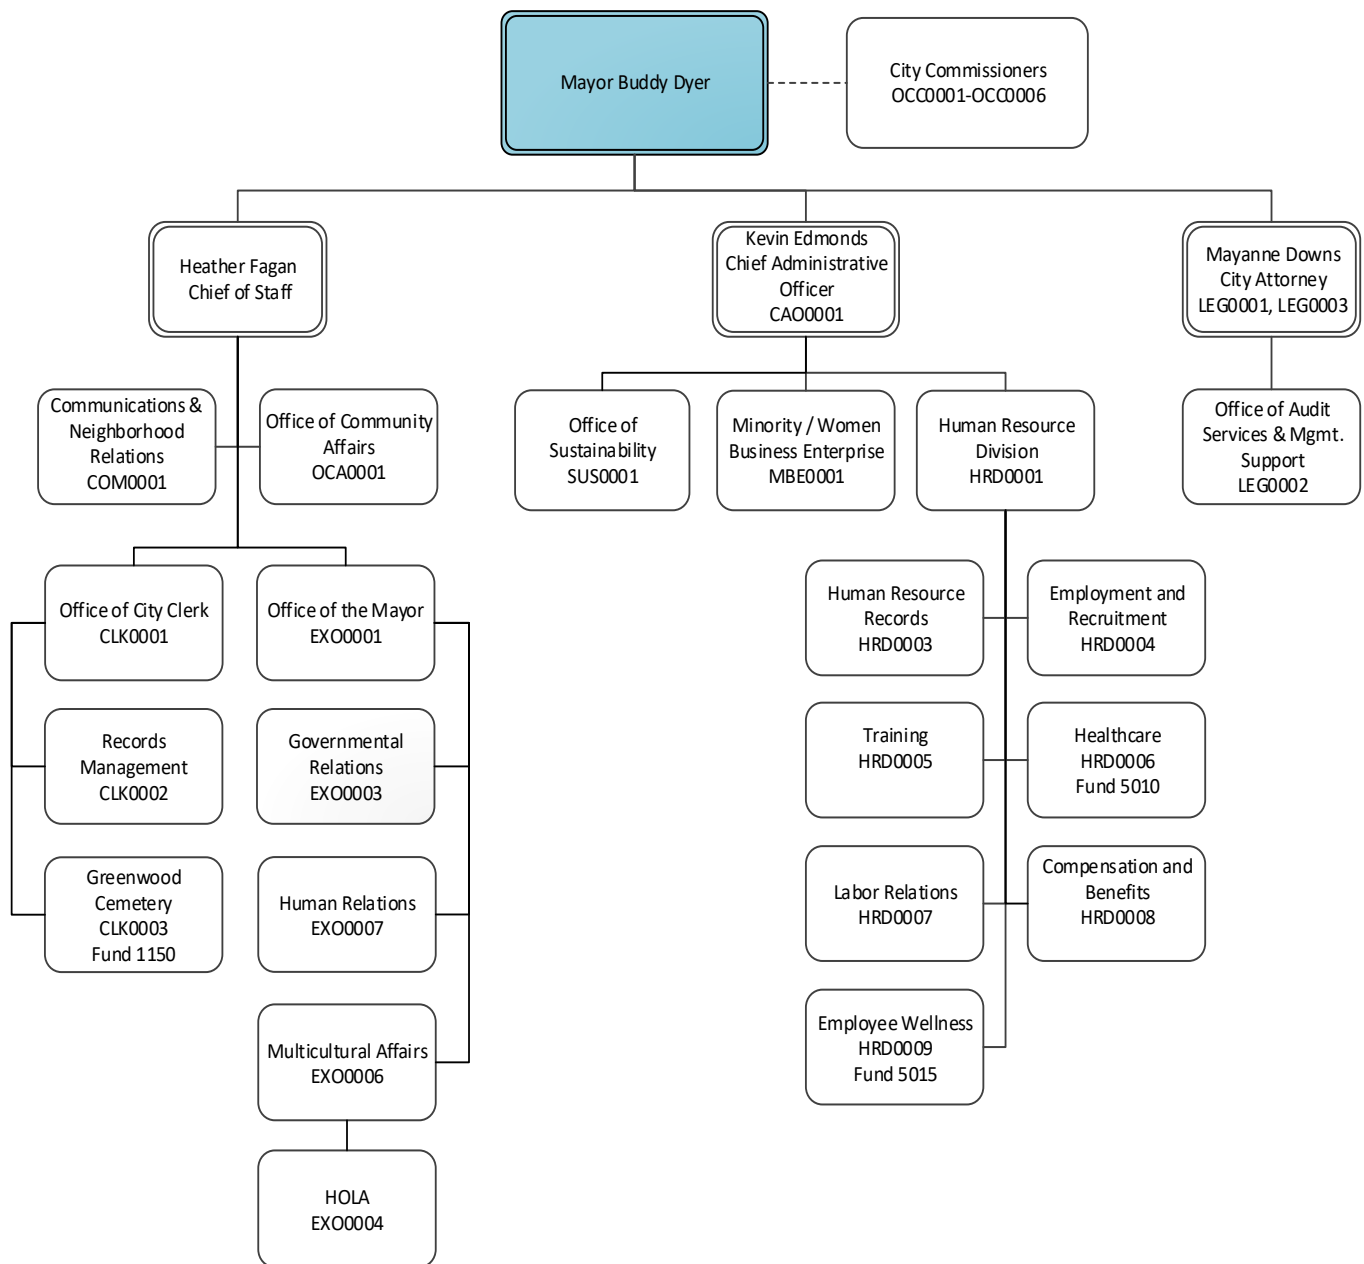 Mayor Buddy Dyer
City Commissioners
OCC0001-OCC0006
Heather Fagan
Chief of Staff
Kevin Edmonds
Chief Administrative
Officer
CAO0001
Mayanne Downs
City Attorney
LEG0001, LEG0003
Communications &
Neighborhood
Relations
COM0001
Office of Community
Affairs
OCA0001
Office of
Sustainability
SUS0001
Minority / Women
Business Enterprise
MBE0001
Human Resource
Division
HRD0001
Office of Audit
Services & Mgmt.
Support
LEG0002
Office of City Clerk
CLK0001
Office of the Mayor
EXO0001
Human Resource
Records
HRD0003
Employment and
Recruitment
HRD0004
Records
Management
CLK0002
Governmental
Relations
EXO0003
Training
HRD0005
Healthcare
HRD0006
Fund 5010
Greenwood
Cemetery
CLK0003
Fund 1150
Human Relations
EXO0007
Labor Relations
HRD0007
Compensation and
Benefits
HRD0008
Multicultural Affairs
EXO0006
Employee Wellness
HRD0009
Fund 5015
HOLA
EXO0004